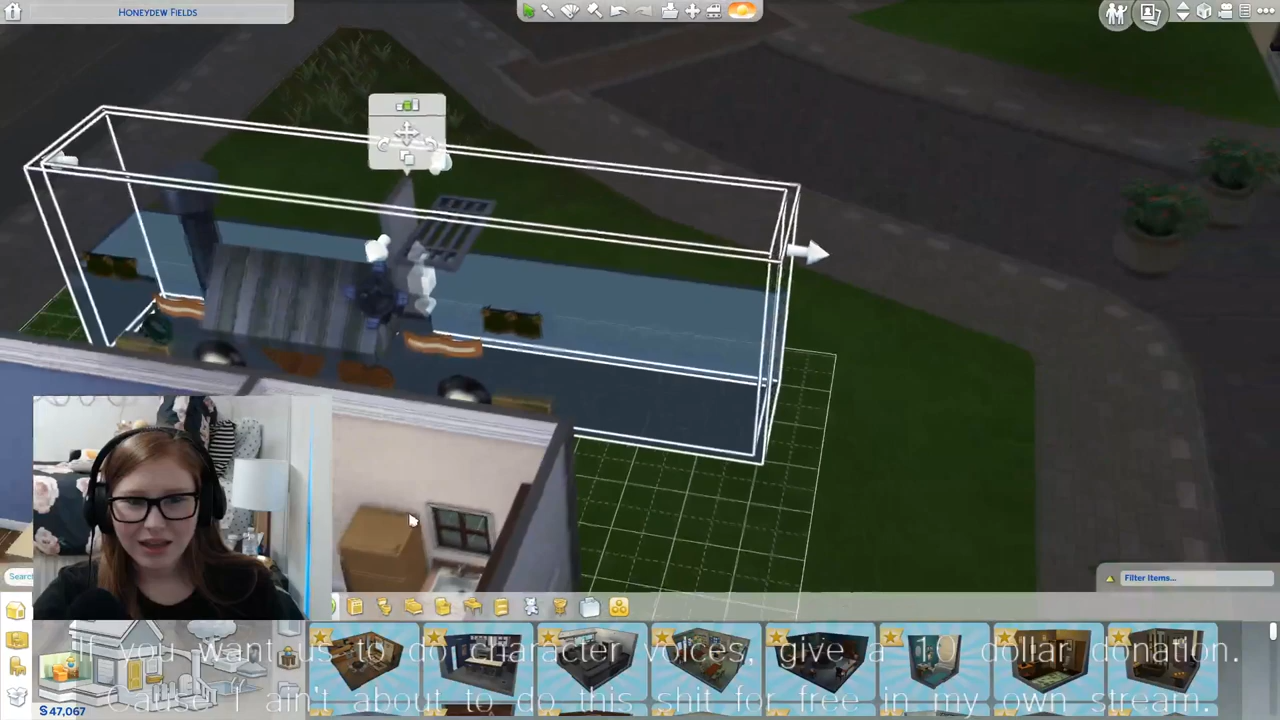 HONEYDEW FIELDS
Filter Items...
Searc
If you want us to do character voices, give a dollar donation.
Cause I ain't about to do this shit for free in my own stream.
$47,067